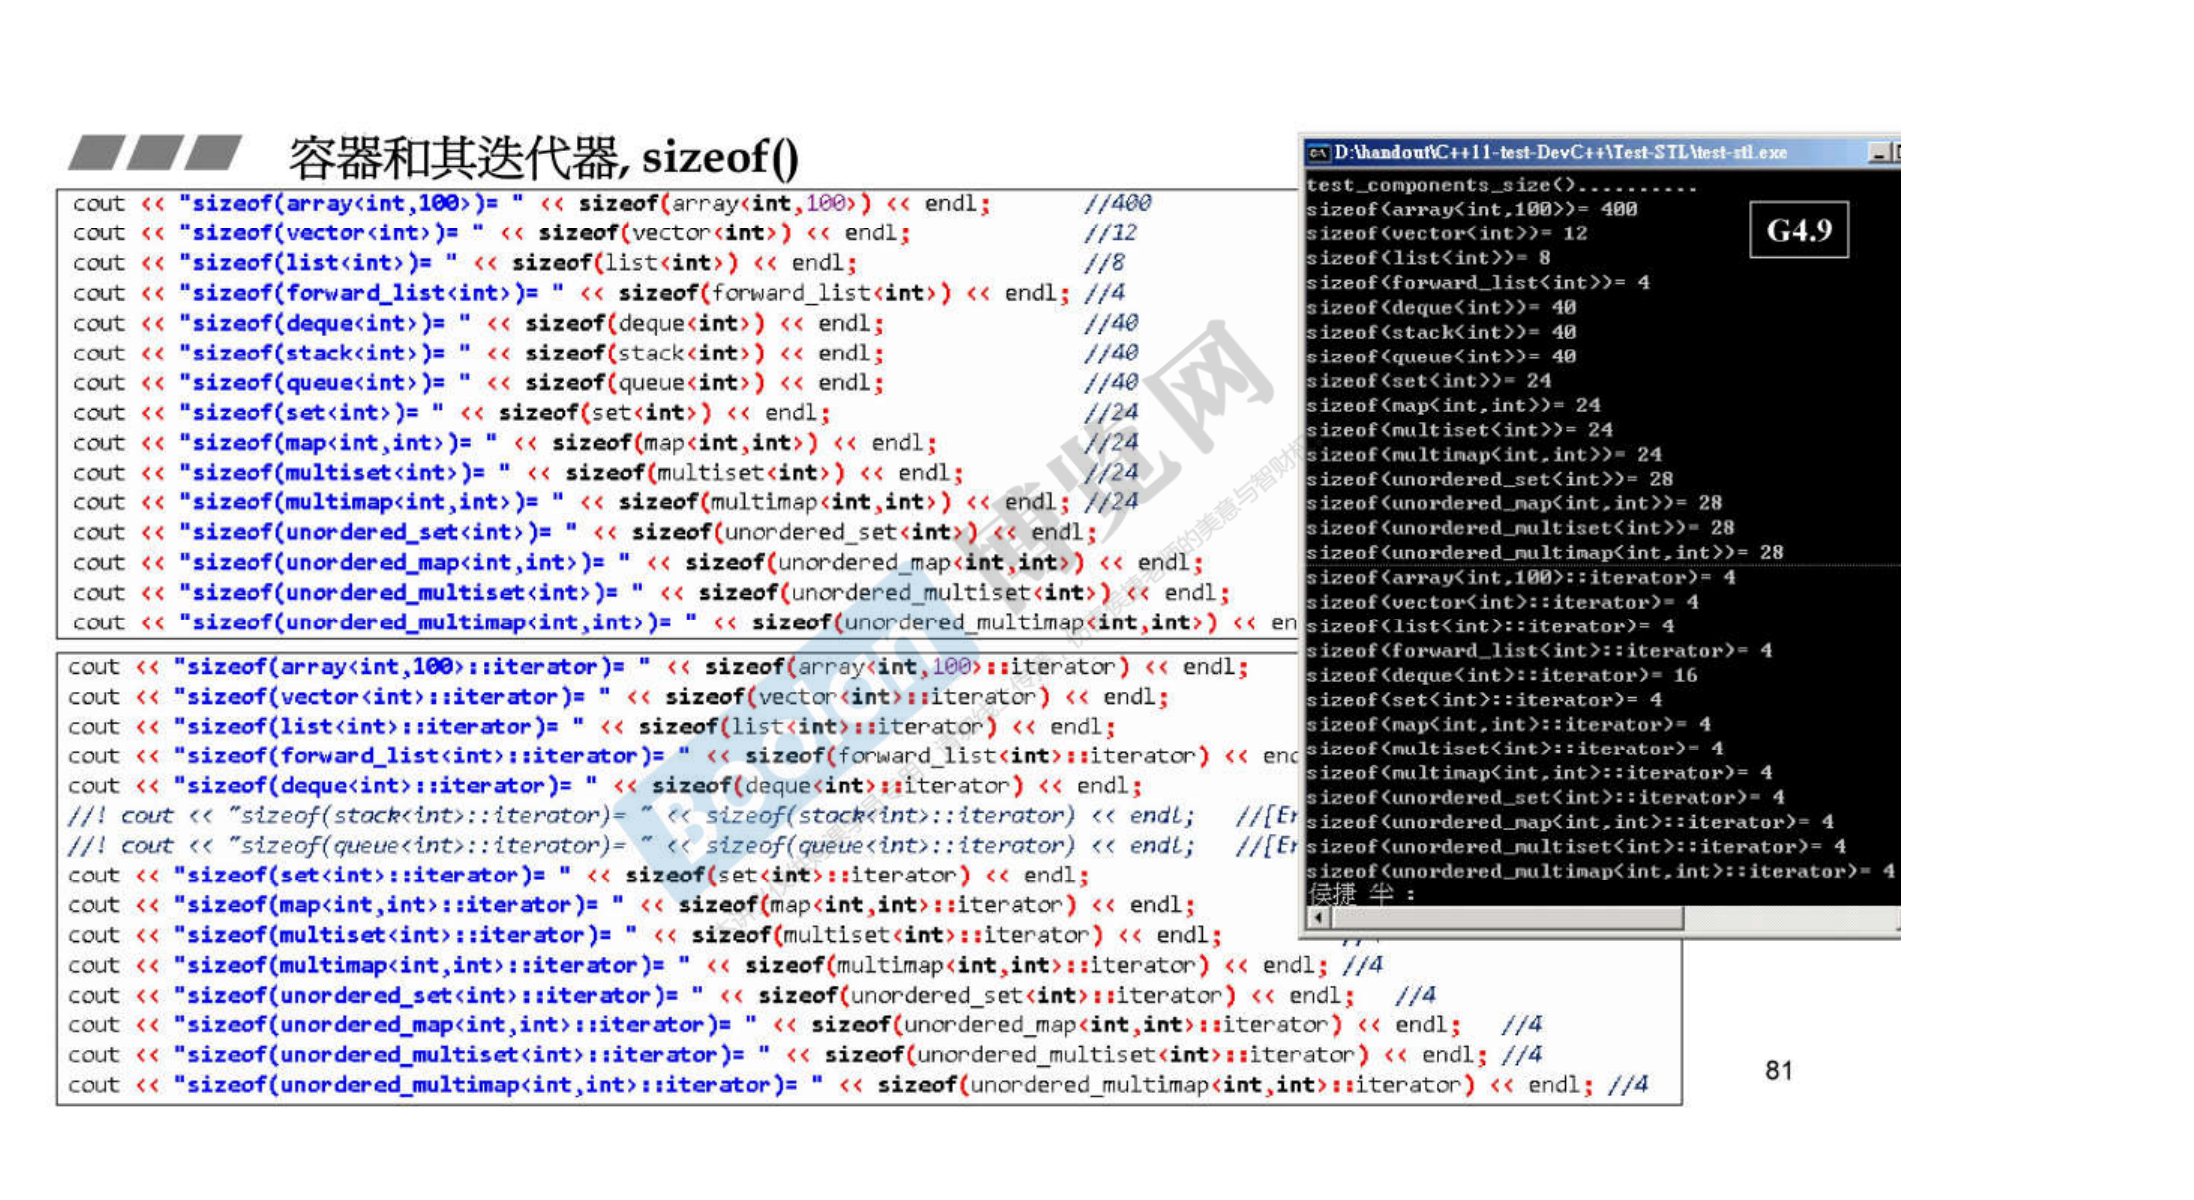 容器和其迭代器, sizeof()
cout << "sizeof(array<int,100>)= " << sizeof(array<int,100>) << endl; //400
cout << "sizeof(vector<int>)= " << sizeof(vector<int>) << endl; //12
cout << "sizeof(list<int>)= " << sizeof(list<int>) << endl; //8
cout << "sizeof(forward_list<int>)= " << sizeof(forward_list<int>) << endl; //4
cout << "sizeof(deque<int>)= " << sizeof(deque<int>) << endl; //40
cout << "sizeof(stack<int>)= " << sizeof(stack<int>) << endl; //40
cout << "sizeof(queue<int>)= " << sizeof(queue<int>) << endl; //40
cout << "sizeof(set<int>)= " << sizeof(set<int>) << endl; //24
cout << "sizeof(map<int,int>)= " << sizeof(map<int,int>) << endl; //24
cout << "sizeof(multiset<int>)= " << sizeof(multiset<int>) << endl; //24
cout << "sizeof(multimap<int,int>)= " << sizeof(multimap<int,int>) << endl; //24
cout << "sizeof(unordered_set<int>)= " << sizeof(unordered_set<int>) << endl;
cout << "sizeof(unordered_map<int,int>)= " << sizeof(unordered_map<int,int>) << endl;
cout << "sizeof(unordered_multiset<int>)= " << sizeof(unordered_multiset<int>) << endl;
cout << "sizeof(unordered_multimap<int,int>)= " << sizeof(unordered_multimap<int,int>) << en
cout << "sizeof(array<int,100>::iterator)= " << sizeof(array<int,100>::iterator) << endl;
cout << "sizeof(vector<int>::iterator)= " << sizeof(vector<int>::iterator) << endl;
cout << "sizeof(list<int>::iterator)= " << sizeof(list<int>::iterator) << endl;
cout << "sizeof(forward_list<int>::iterator)= " << sizeof(forward_list<int>::iterator) << end
cout << "sizeof(deque<int>::iterator)= " << sizeof(deque<int>::iterator) << endl;
//! cout << "sizeof(stack<int>::iterator)= " << sizeof(stack<int>::iterator) << endl; //[Er
//! cout << "sizeof(queue<int>::iterator)= " << sizeof(queue<int>::iterator) << endl; //[Er
cout << "sizeof(set<int>::iterator)= " << sizeof(set<int>::iterator) << endl;
cout << "sizeof(map<int,int>::iterator)= " << sizeof(map<int,int>::iterator) << endl;
cout << "sizeof(multiset<int>::iterator)= " << sizeof(multiset<int>::iterator) << endl;
cout << "sizeof(multimap<int,int>::iterator)= " << sizeof(multimap<int,int>::iterator) << endl; //4
cout << "sizeof(unordered_set<int>::iterator)= " << sizeof(unordered_set<int>::iterator) << endl; //4
cout << "sizeof(unordered_map<int,int>::iterator)= " << sizeof(unordered_map<int,int>::iterator) << endl; //4
cout << "sizeof(unordered_multiset<int>::iterator)= " << sizeof(unordered_multiset<int>::iterator) << endl; //4
cout << "sizeof(unordered_multimap<int,int>::iterator)= " << sizeof(unordered_multimap<int,int>::iterator) << endl; //4
D:\handout\C++11-test-DevC++\Test-STL\test-stl.exe
test_components_size()..........
sizeof(array<int,100>)= 400
G4.9
sizeof(vector<int>)= 12
sizeof(list<int>)= 8
sizeof(forward_list<int>)= 4
sizeof(deque<int>)= 40
sizeof(stack<int>)= 40
sizeof(queue<int>)= 40
sizeof(set<int>)= 24
sizeof(map<int,int>)= 24
sizeof(multiset<int>)= 24
sizeof(multimap<int,int>)= 24
sizeof(unordered_set<int>)= 28
sizeof(unordered_map<int,int>)= 28
sizeof(unordered_multiset<int>)= 28
sizeof(unordered_multimap<int,int>)= 28
sizeof(array<int,100>::iterator)= 4
sizeof(vector<int>::iterator)= 4
sizeof(list<int>::iterator)= 4
sizeof(forward_list<int>::iterator)= 4
sizeof(deque<int>::iterator)= 16
sizeof(set<int>::iterator)= 4
sizeof(map<int,int>::iterator)= 4
sizeof(multiset<int>::iterator)= 4
sizeof(multimap<int,int>::iterator)= 4
sizeof(unordered_set<int>::iterator)= 4
sizeof(unordered_map<int,int>::iterator)= 4
sizeof(unordered_multiset<int>::iterator)= 4
sizeof(unordered_multimap<int,int>::iterator)= 4
侯捷 半 :
Boolan
博览网
81